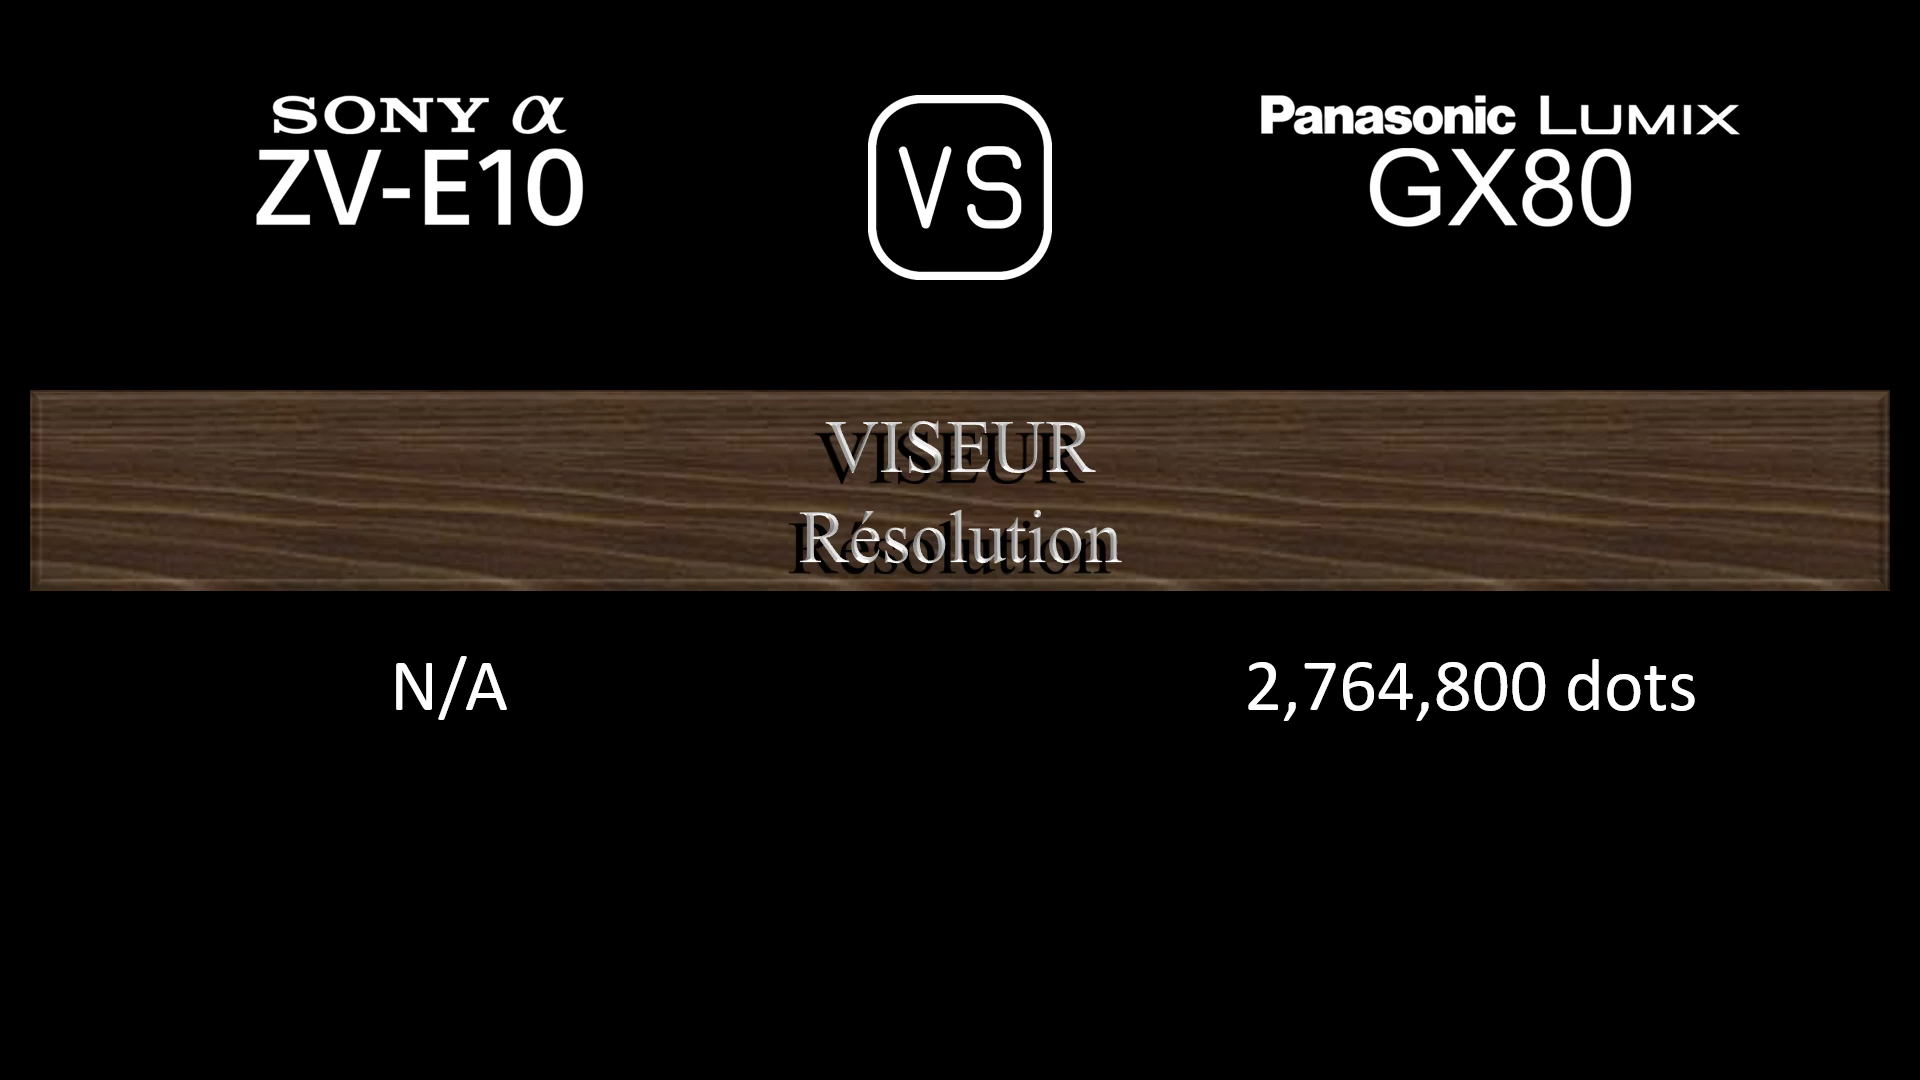 SONY α
ZV-E10
VS
Panasonic LUMIX
GX80
VISEUR
Résolution
N/A
2,764,800 dots